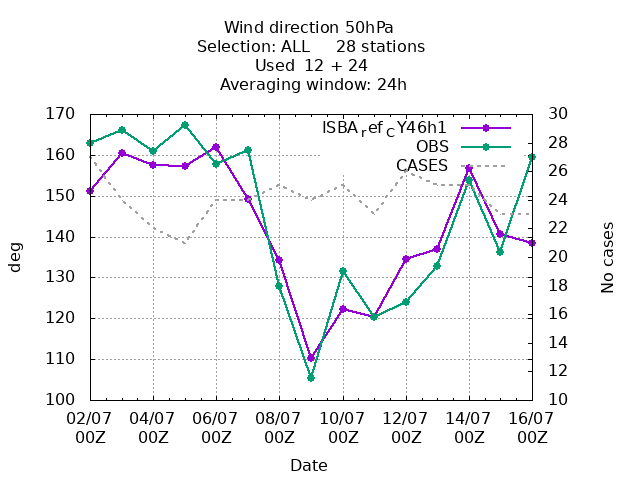 Wind direction 50hPa
Selection: ALL 28 stations
Used 12 + 24
Averaging window: 24h
170 30
160 28
150 26
140 24
130 22
120 20
110 18
100 16
14
12
10
ISBA_ref_CY46h1
OBS
CASES
deg
No cases
02/07 04/07 06/07 08/07 10/07 12/07 14/07 16/07
00Z 00Z 00Z 00Z 00Z 00Z 00Z 00Z
Date